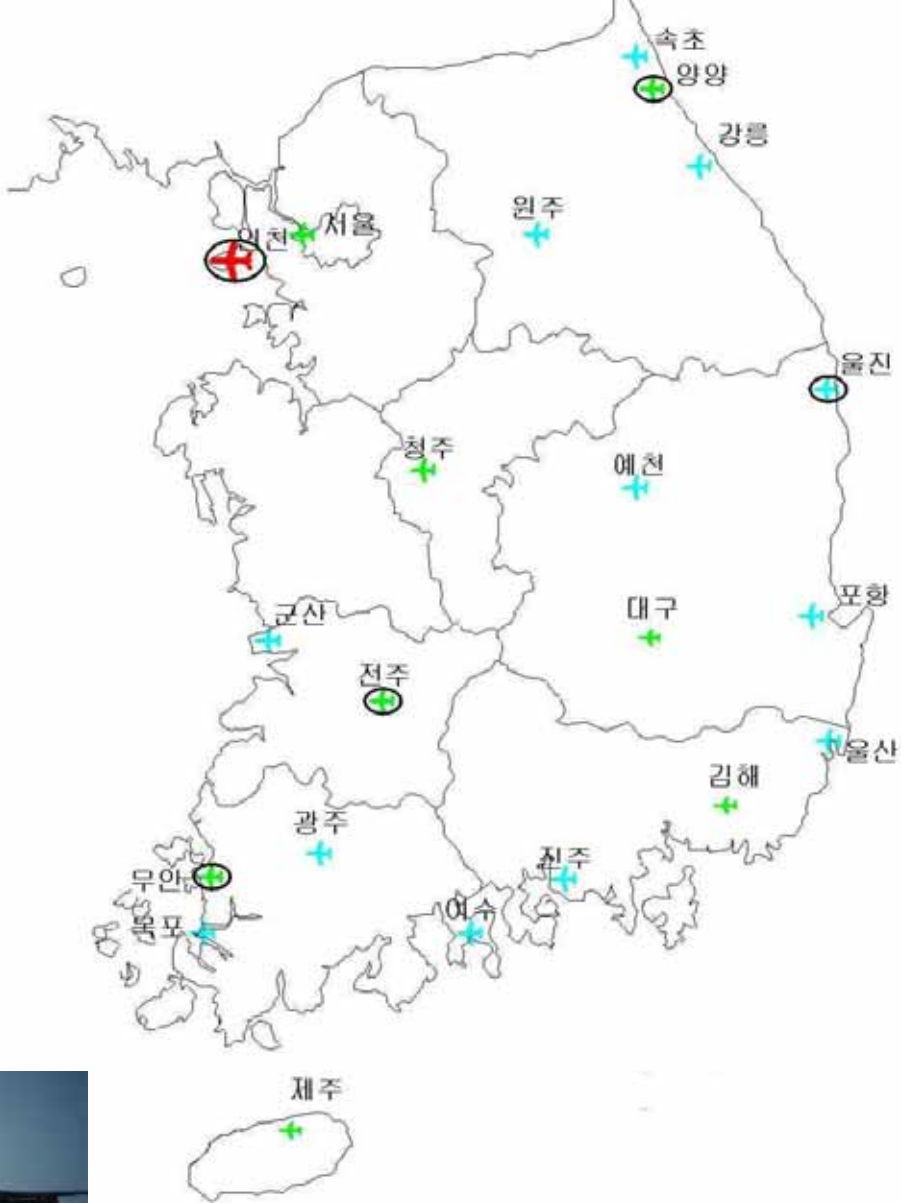 속초
양양
강릉
원주
서울
인천
울진
청주
예천
포항
대구
군산
전주
울산
김해
광주
진주
무안
여수
목포
제주